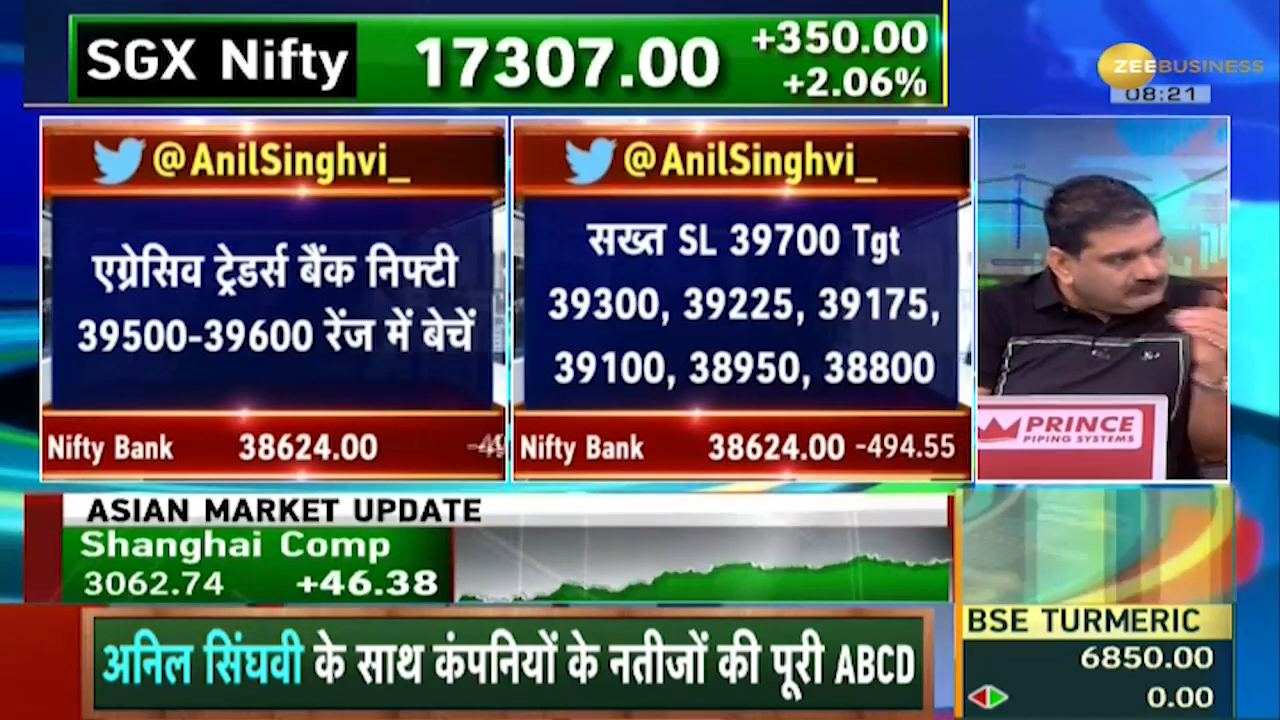 SGX Nifty
17307.00
+350.00
+2.06%
ZEEBUSINESS
08:21
@AnilSinghvi_
एग्रेसिव ट्रेडर्स बैंक निफ्टी
39500-39600 रेंज में बेचें
Nifty Bank 38624.00
@AnilSinghvi_
सख्त SL 39700 Tgt
39300, 39225, 39175,
39100, 38950, 38800
Nifty Bank 38624.00 -494.55
PRINCE
PIPING SYSTEMS
ASIAN MARKET UPDATE
Shanghai Comp
3062.74 +46.38
अनिल सिंघवी के साथ कंपनियों के नतीजों की पूरी ABCD
BSE TURMERIC
6850.00
0.00